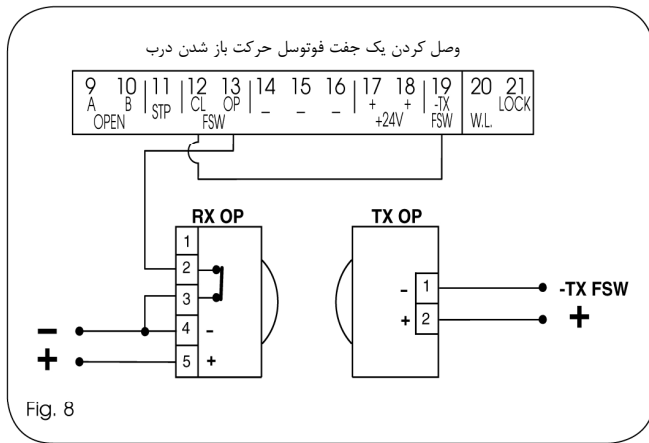 وصل کردن یک جفت فوتوسل حرکت باز شدن درب
9 10 11 12 13 14 15 16 17 18 19 20 21
A B STP CL OP _ _ _ + + -TX LOCK
OPEN FSW +24V FSW W.L.
RX OP TX OP
1
2
3
4 -
5 +
- 1 -TX FSW
+ 2 +
-
+
Fig. 8